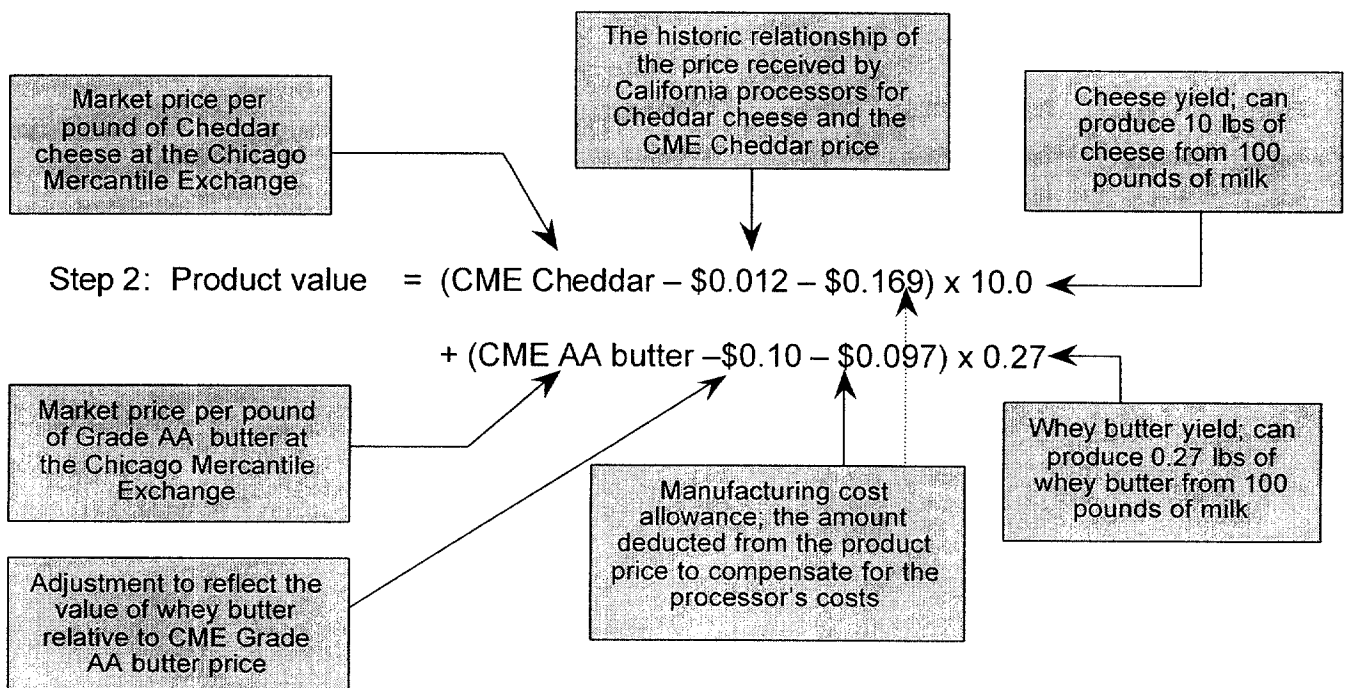 The historic relationship of
the price received by
California processors for
Cheddar cheese and the
CME Cheddar price
Market price per
pound of Cheddar
cheese at the Chicago
Mercantile Exchange
Cheese yield; can
produce 10 lbs of
cheese from 100
pounds of milk
Step 2: Product value = (CME Cheddar – $0.012 – $0.169) x 10.0
+ (CME AA butter –$0.10 – $0.097) x 0.27
Market price per pound
of Grade AA butter at
the Chicago Mercantile
Exchange
Whey butter yield; can
produce 0.27 lbs of
whey butter from 100
pounds of milk
Manufacturing cost
allowance; the amount
deducted from the product
price to compensate for the
processor's costs
Adjustment to reflect the
value of whey butter
relative to CME Grade
AA butter price